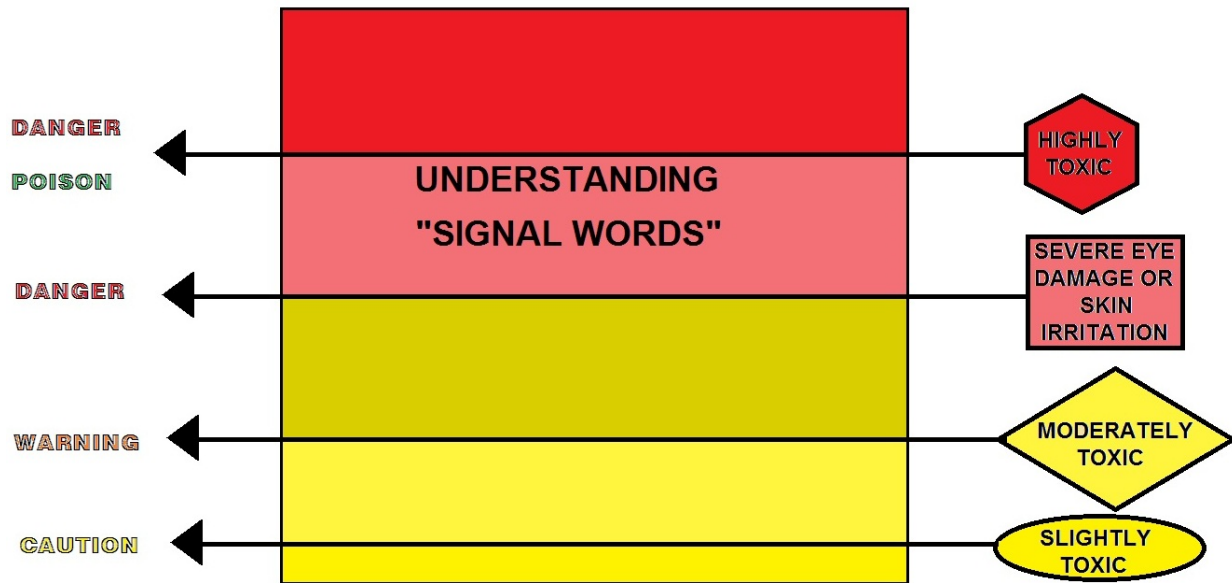 DANGER
POISON
HIGHLY
TOXIC
UNDERSTANDING
"SIGNAL WORDS"
DANGER
SEVERE EYE
DAMAGE OR
SKIN
IRRITATION
WARNING
MODERATELY
TOXIC
CAUTION
SLIGHTLY
TOXIC